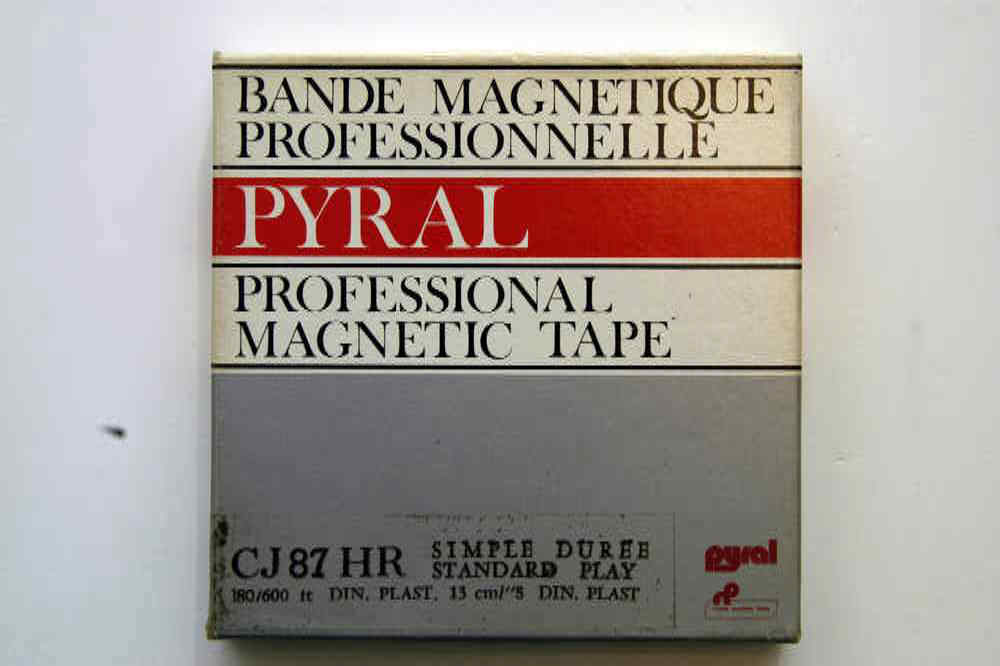 BANDE MAGNETIQUE
PROFESSIONNELLE
PYRAL
PROFESSIONAL
MAGNETIC TAPE
CJ 87 HR
SIMPLE DURÉE
STANDARD PLAY
180/600 ft DIN. PLAST. 13 cm/"5 DIN. PLAST
pyral